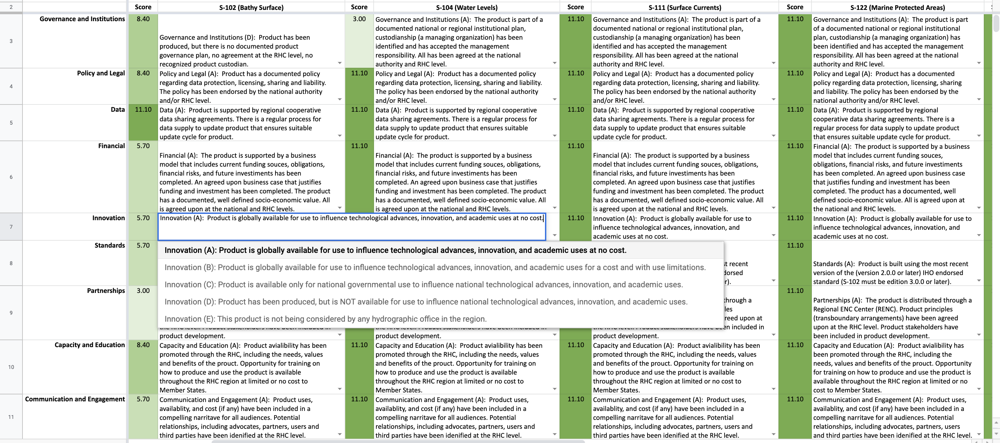 2 Score S-102 (Bathy Surface) Score S-104 (Water Levels) Score S-111 (Surface Currents) Score S-122 (Marine Protected Areas)
3
Governance and Institutions
8.40
Governance and Institutions (D): Product has been
produced, but there is no documented product
governance plan, no agreement at the RHC level, no
recognized product custodian.
3.00
Governance and Institutions (A): The product is part of a
documented national or regional institutional plan,
custodianship (a managing organization) has been
identified and has accepted the management
responsibility. All has been agreed at the national
authority and RHC level.
11.10
Governance and Institutions (A): The product is part of a
documented national or regional institutional plan,
custodianship (a managing organization) has been
identified and has accepted the management
responsibility. All has been agreed at the national
authority and RHC level.
11.10
Governance and Institutions (A): The product is part
of a documented national or regional institutional
plan, custodianship (a managing organization) has
been identified and has accepted the management
responsibility. All has been agreed at the national
authority and RHC level.
4
Policy and Legal
8.40
Policy and Legal (A): Product has a documented policy
regarding data protection, licensing, sharing and liability.
The policy has been endorsed by the national authority
and/or RHC level.
11.10
Policy and Legal (A): Product has a documented policy
regarding data protection, licensing, sharing and liability.
The policy has been endorsed by the national authority
and/or RHC level.
11.10
Policy and Legal (A): Product has a documented policy
regarding data protection, licensing, sharing and liability.
The policy has been endorsed by the national authority
and/or RHC level.
11.10
Policy and Legal (A): Product has a documented
policy regarding data protection, licensing, sharing
and liability. The policy has been endorsed by the
national authority and/or RHC level.
5
Data
11.10
Data (A): Product is supported by regional cooperative
data sharing agreements. There is a regular process for
data supply to update product that ensures suitable
update cycle for product.
11.10
Data (A): Product is supported by regional cooperative
data sharing agreements. There is a regular process for
data supply to update product that ensures suitable
update cycle for product.
11.10
Data (A): Product is supported by regional cooperative
data sharing agreements. There is a regular process for
data supply to update product that ensures suitable
update cycle for product.
11.10
Data (A): Product is supported by regional
cooperative data sharing agreements. There is a
regular process for data supply to update product
that ensures suitable update cycle for product.
6
Financial
5.70
Financial (A): The product is supported by a business
model that includes current funding souces, obligations,
financial risks, and future investiments has been
completed. An agreed upon business case that justifies
funding and investment has been completed. The product
has a documented, well defined socio-economic value. All
is agreed upon at the national and RHC levels.
11.10
Financial (A): The product is supported by a business
model that includes current funding souces, obligations,
financial risks, and future investiments has been
completed. An agreed upon business case that justifies
funding and investment has been completed. The product
has a documented, well defined socio-economic value. All
is agreed upon at the national and RHC levels.
11.10
Financial (A): The product is supported by a business
model that includes current funding souces, obligations,
financial risks, and future investiments has been
completed. An agreed upon business case that justifies
funding and investment has been completed. The product
has a documented, well defined socio-economic value. All
is agreed upon at the national and RHC levels.
11.10
Financial (A): The product is supported by a business
model that includes current funding souces,
obligations, financial risks, and future investiments
has been completed. An agreed upon business case
that justifies funding and investment has been
completed. The product has a documented, well
defined socio-economic value. All is agreed upon at
the national and RHC levels.
7
Innovation
5.70
Innovation (A): Product is globally available for use to influence technological advances, innovation, and academic uses at no cost.
11.10
Innovation (A): Product is globally available for use to
influence technological advances, innovation, and
academic uses at no cost.
11.10
Innovation (A): Product is globally available for use to
influence technological advances, innovation, and
academic uses at no cost.
Innovation (A): Product is globally available for use to influence technological advances, innovation, and academic uses at no cost.
Innovation (B): Product is globally available for use to influence technological advances, innovation, and academic uses for a cost and with use limitations.
Innovation (C): Product is available only for national governmental use to influence national technological advances, innovation, and academic uses.
Innovation (D): Product has been produced, but is NOT available for use to influence national technological advances, innovation, and academic uses.
Innovation (E): This product is not being considered by any hydrographic office in the region.
8
Standards
5.70
recent
11.10
Standards (A): Product is built using the most recent
version of the (version 2.0.0 or later) IHO endorsed
standard (S-102 must be edition 3.0.0 or later).
9
Partnerships
3.00
product development.
product development.
through a
reed upon at
en included in
product development.
11.10
Partnerships (A): The product is distributed through a
Regional ENC Center (RENC). Product principles
(transboundary arrangements) have been agreed
upon at the RHC level. Product stakeholders have
been included in product development.
10
Capacity and Education
8.40
Capacity and Education (A): Product avialibility has been
promoted through the RHC, including the needs, values
and benefits of the prouct. Opportunity for training on
how to produce and use the product is available
throughout the RHC region at limited or no cost to
Member States.
11.10
Capacity and Education (A): Product avialibility has been
promoted through the RHC, including the needs, values
and benefits of the prouct. Opportunity for training on
how to produce and use the product is available
throughout the RHC region at limited or no cost to
Member States.
11.10
Capacity and Education (A): Product avialibility has been
promoted through the RHC, including the needs, values
and benefits of the prouct. Opportunity for training on
how to produce and use the product is available
throughout the RHC region at limited or no cost to
Member States.
11.10
Capacity and Education (A): Product avialibility has
been promoted through the RHC, including the
needs, values and benefits of the prouct. Opportunity
for training on how to produce and use the product is
available throughout the RHC region at limited or no
cost to Member States.
11
Communication and Engagement
5.70
Communication and Engagement (A): Product uses,
availablity, and cost (if any) have been included in a
compelling narritave for all audiences. Potential
relationships, including advocates, partners, users and
third parties have been idenified at the RHC level.
11.10
Communication and Engagement (A): Product uses,
availablity, and cost (if any) have been included in a
compelling narritave for all audiences. Potential
relationships, including advocates, partners, users and
third parties have been idenified at the RHC level.
11.10
Communication and Engagement (A): Product uses,
availablity, and cost (if any) have been included in a
compelling narritave for all audiences. Potential
relationships, including advocates, partners, users and
third parties have been idenified at the RHC level.
11.10
Communication and Engagement (A): Product uses,
availablity, and cost (if any) have been included in a
compelling narritave for all audiences. Potential
relationships, including advocates, partners, users
and third parties have been idenified at the RHC level.